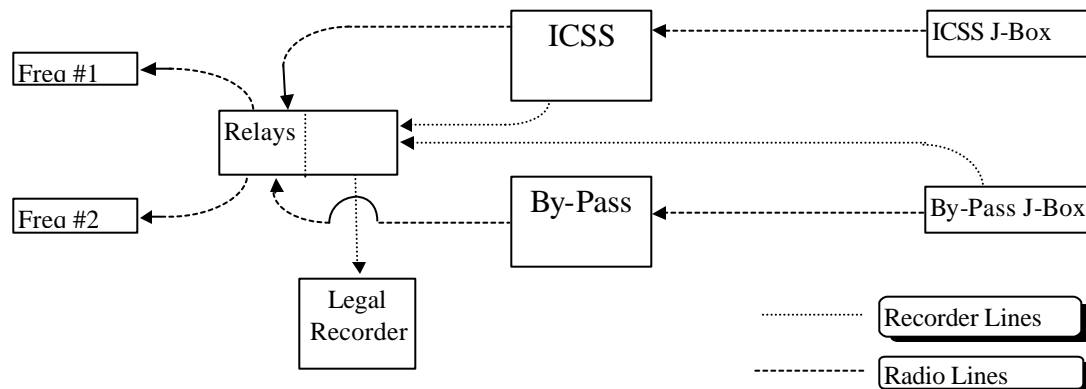 ICSS
ICSS J-Box
Freq #1
Relays
Freq #2
By-Pass
By-Pass J-Box
Legal
Recorder
Recorder Lines
Radio Lines